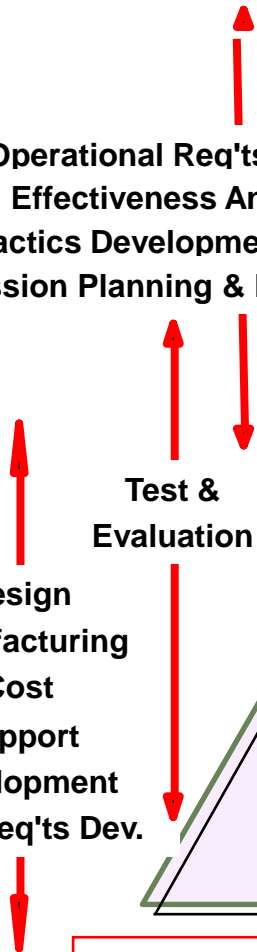 Operational Req'ts
Effectiveness An
actics Developme
ssion Planning &
Test &
Evaluation
esign
facturing
Cost
pport
lopment
eq'ts Dev.